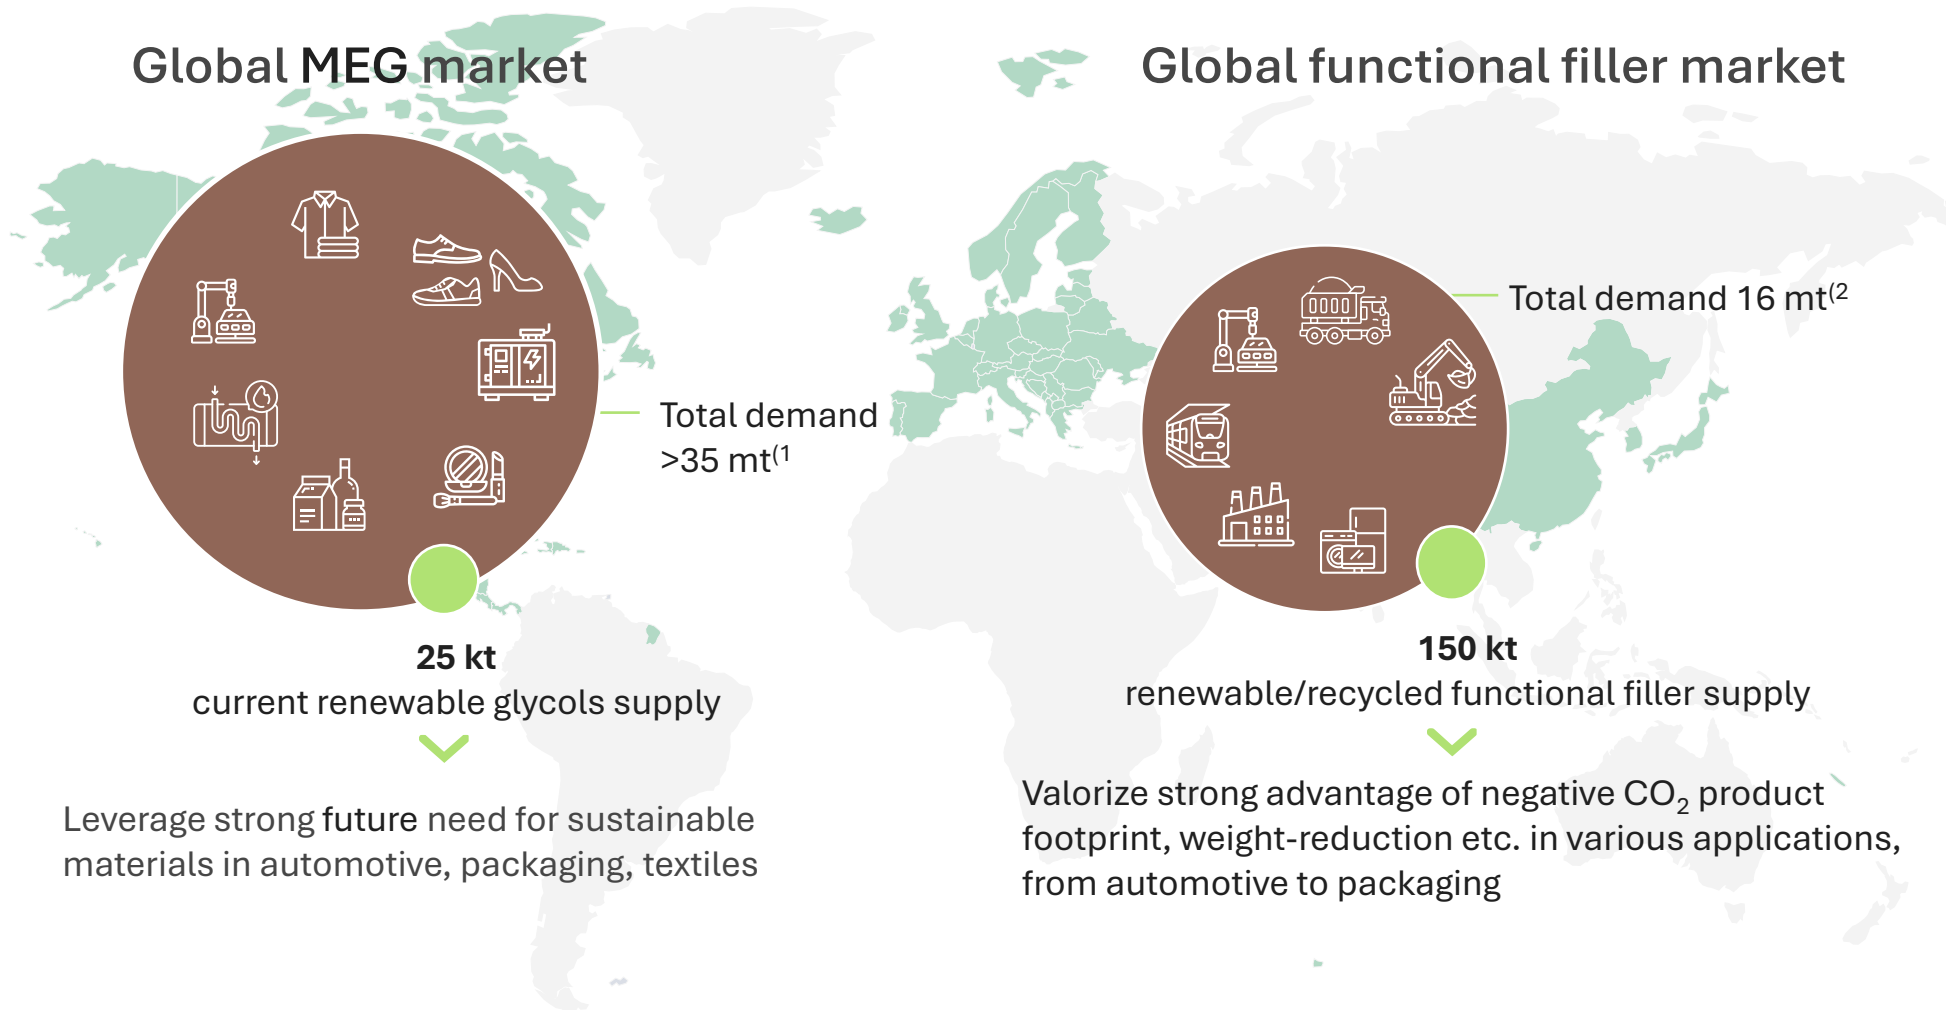 Global MEG market
Total demand
>35 mt(1
25 kt
current renewable glycols supply
Leverage strong future need for sustainable
materials in automotive, packaging, textiles
Global functional filler market
Total demand 16 mt(2
150 kt
renewable/recycled functional filler supply
Valorize strong advantage of negative CO₂ product
footprint, weight-reduction etc. in various applications,
from automotive to packaging